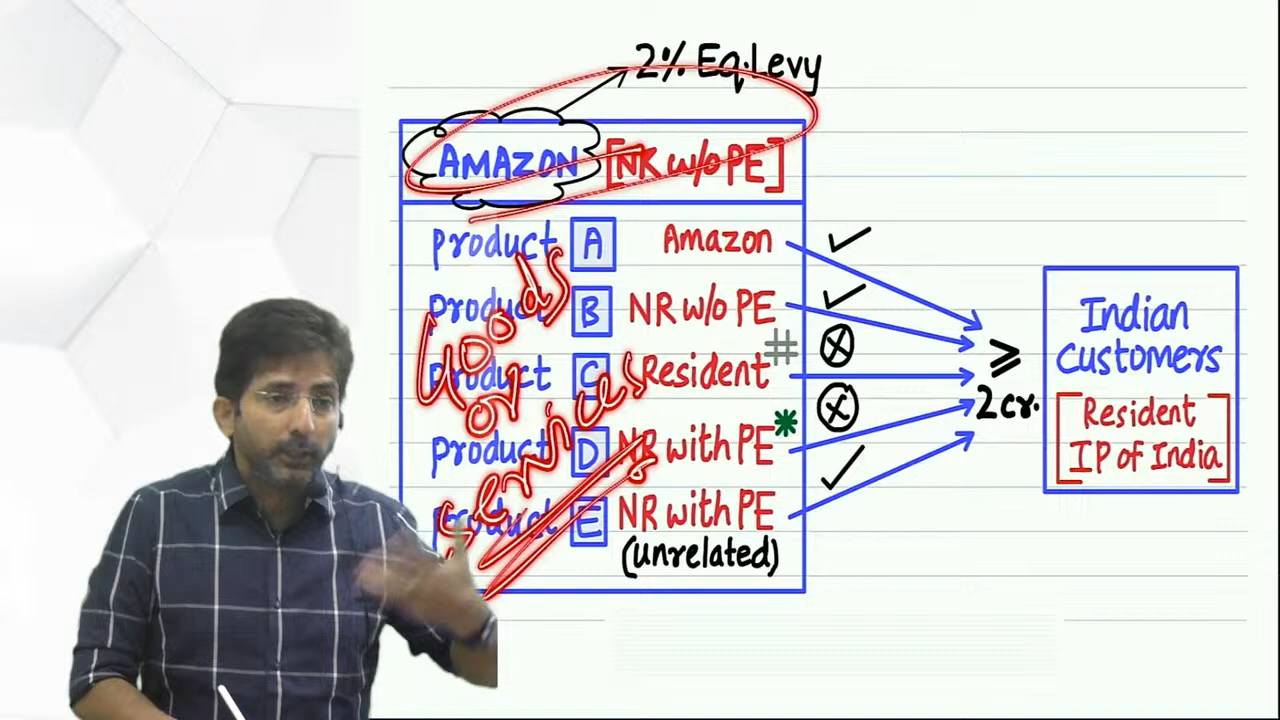 2% Eq.Levy
AMAZON [NR w/o PE]
product A Amazon
product B NR w/o PE
product C Resident #
product D NR with PE *
product E NR with PE
(unrelated)
Goods
or
services
≥
2cr.
Indian
Customers
[Resident
IP of India]